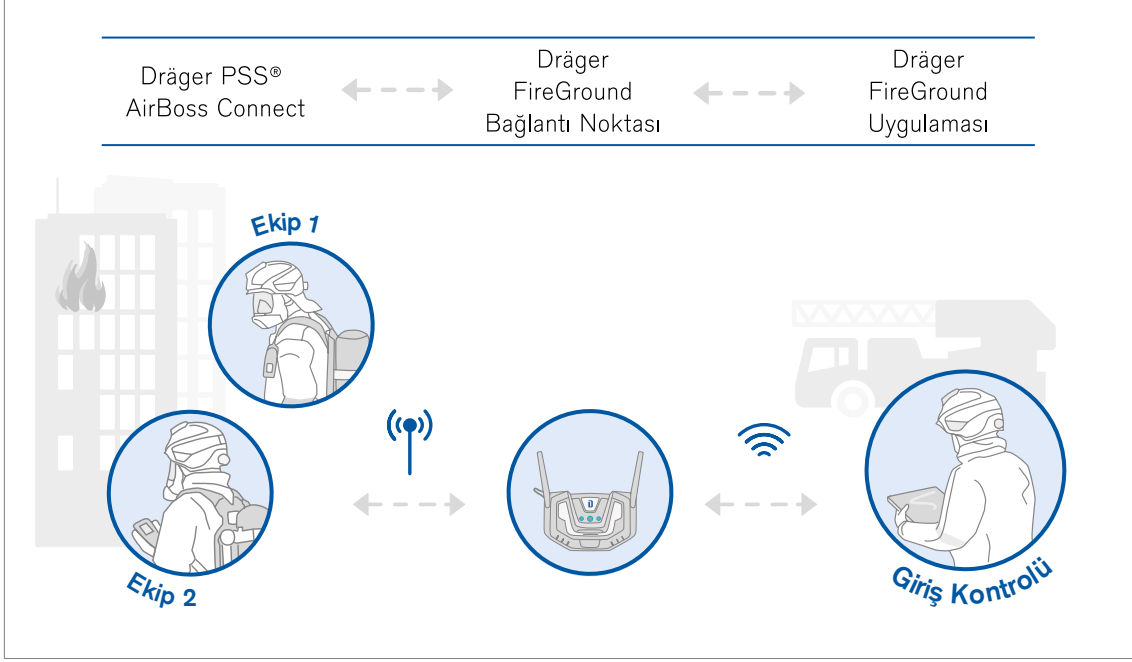 Dräger PSS®
AirBoss Connect
Dräger
FireGround
Bağlantı Noktası
Dräger
FireGround
Uygulaması
Ekip 1
Ekip 2
Giriş Kontrolü